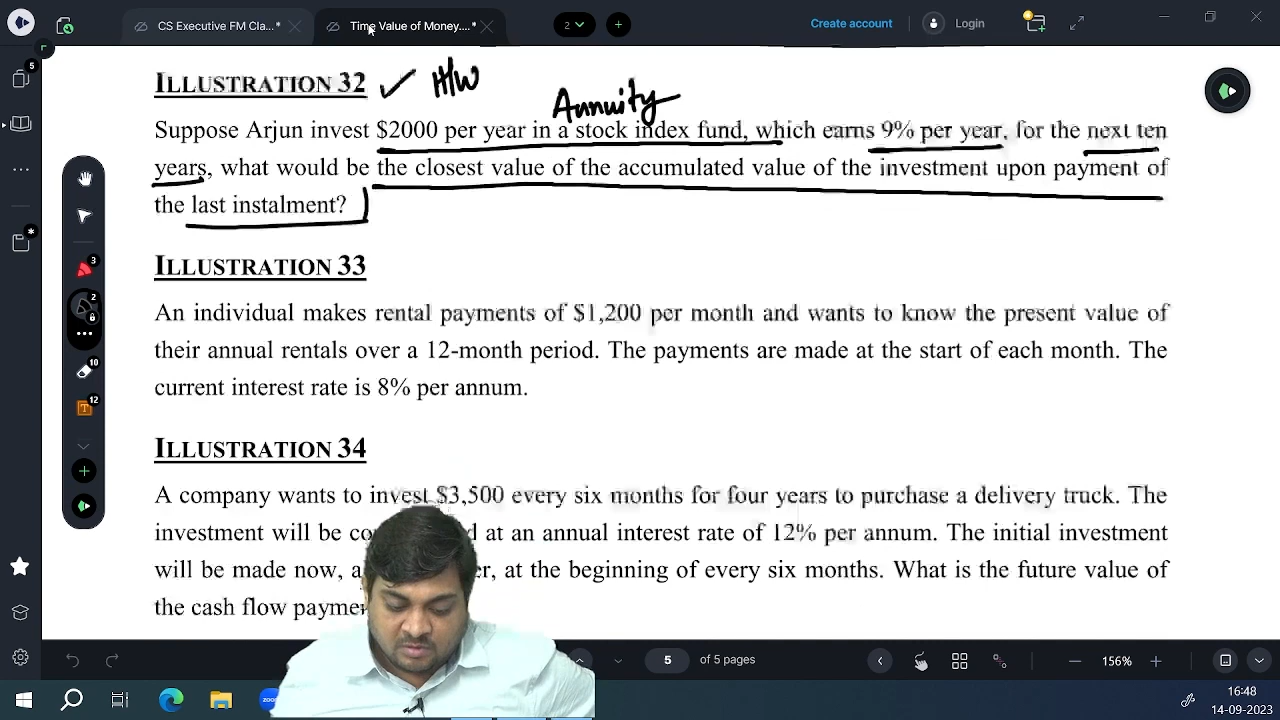 CS Executive FM Cla...*
Time Value of Money....*
2
Create account
Login
5
ILLUSTRATION 32
H/W
Annuity
Suppose Arjun invest $2000 per year in a stock index fund, which earns 9% per year, for the next ten
years, what would be the closest value of the accumulated value of the investment upon payment of
the last instalment?
3
2
10
T 12
ILLUSTRATION 33
An individual makes rental payments of $1,200 per month and wants to know the present value of
their annual rentals over a 12-month period. The payments are made at the start of each month. The
current interest rate is 8% per annum.
ILLUSTRATION 34
A company wants to invest $3,500 every six months for four years to purchase a delivery truck. The
investment will be co d at an annual interest rate of 12% per annum. The initial investment
will be made now, a er, at the beginning of every six months. What is the future value of
the cash flow paymen
5 of 5 pages
156%
zoom
16:48
14-09-2023